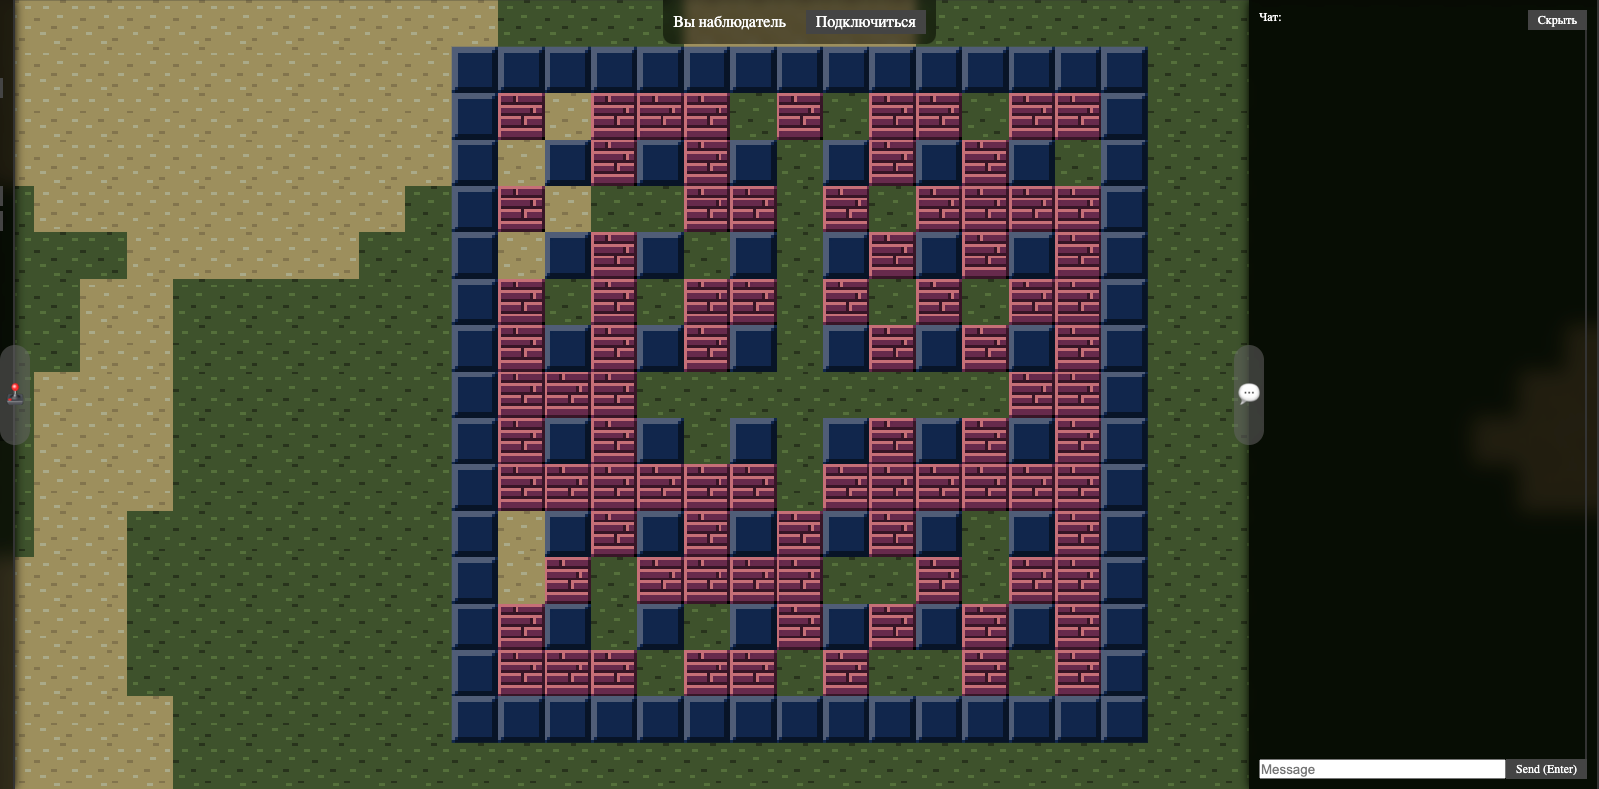 Вы наблюдатель
Подключиться
Чат:
Скрыть
Message
Send (Enter)